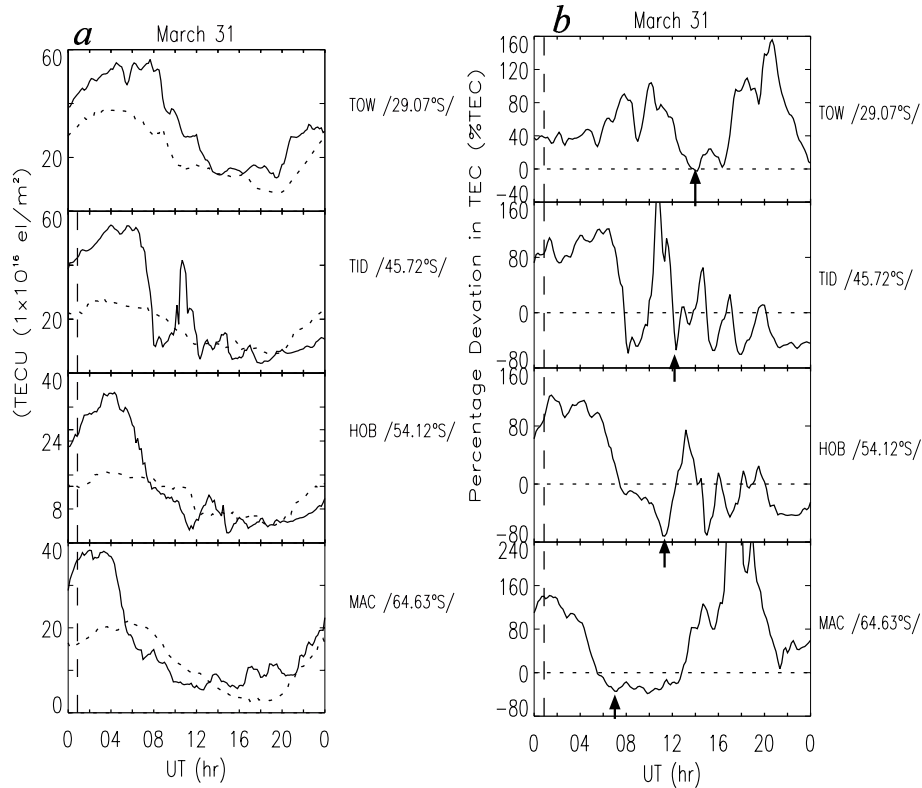 a
March 31
60
20
TOW /29.07°S/
60
20
TID /45.72°S/
40
24
8
HOB /54.12°S/
40
20
0
MAC /64.63°S/
(TECU (1×10¹⁶ el/m²)
0 04 08 12 16 20 0
UT (hr)
b
March 31
160
120
80
40
0
-40
TOW /29.07°S/
80
0
-80
TID /45.72°S/
160
80
0
-80
HOB /54.12°S/
240
160
80
0
-80
MAC /64.63°S/
Percentage Devation in TEC (%TEC)
0 04 08 12 16 20 0
UT (hr)